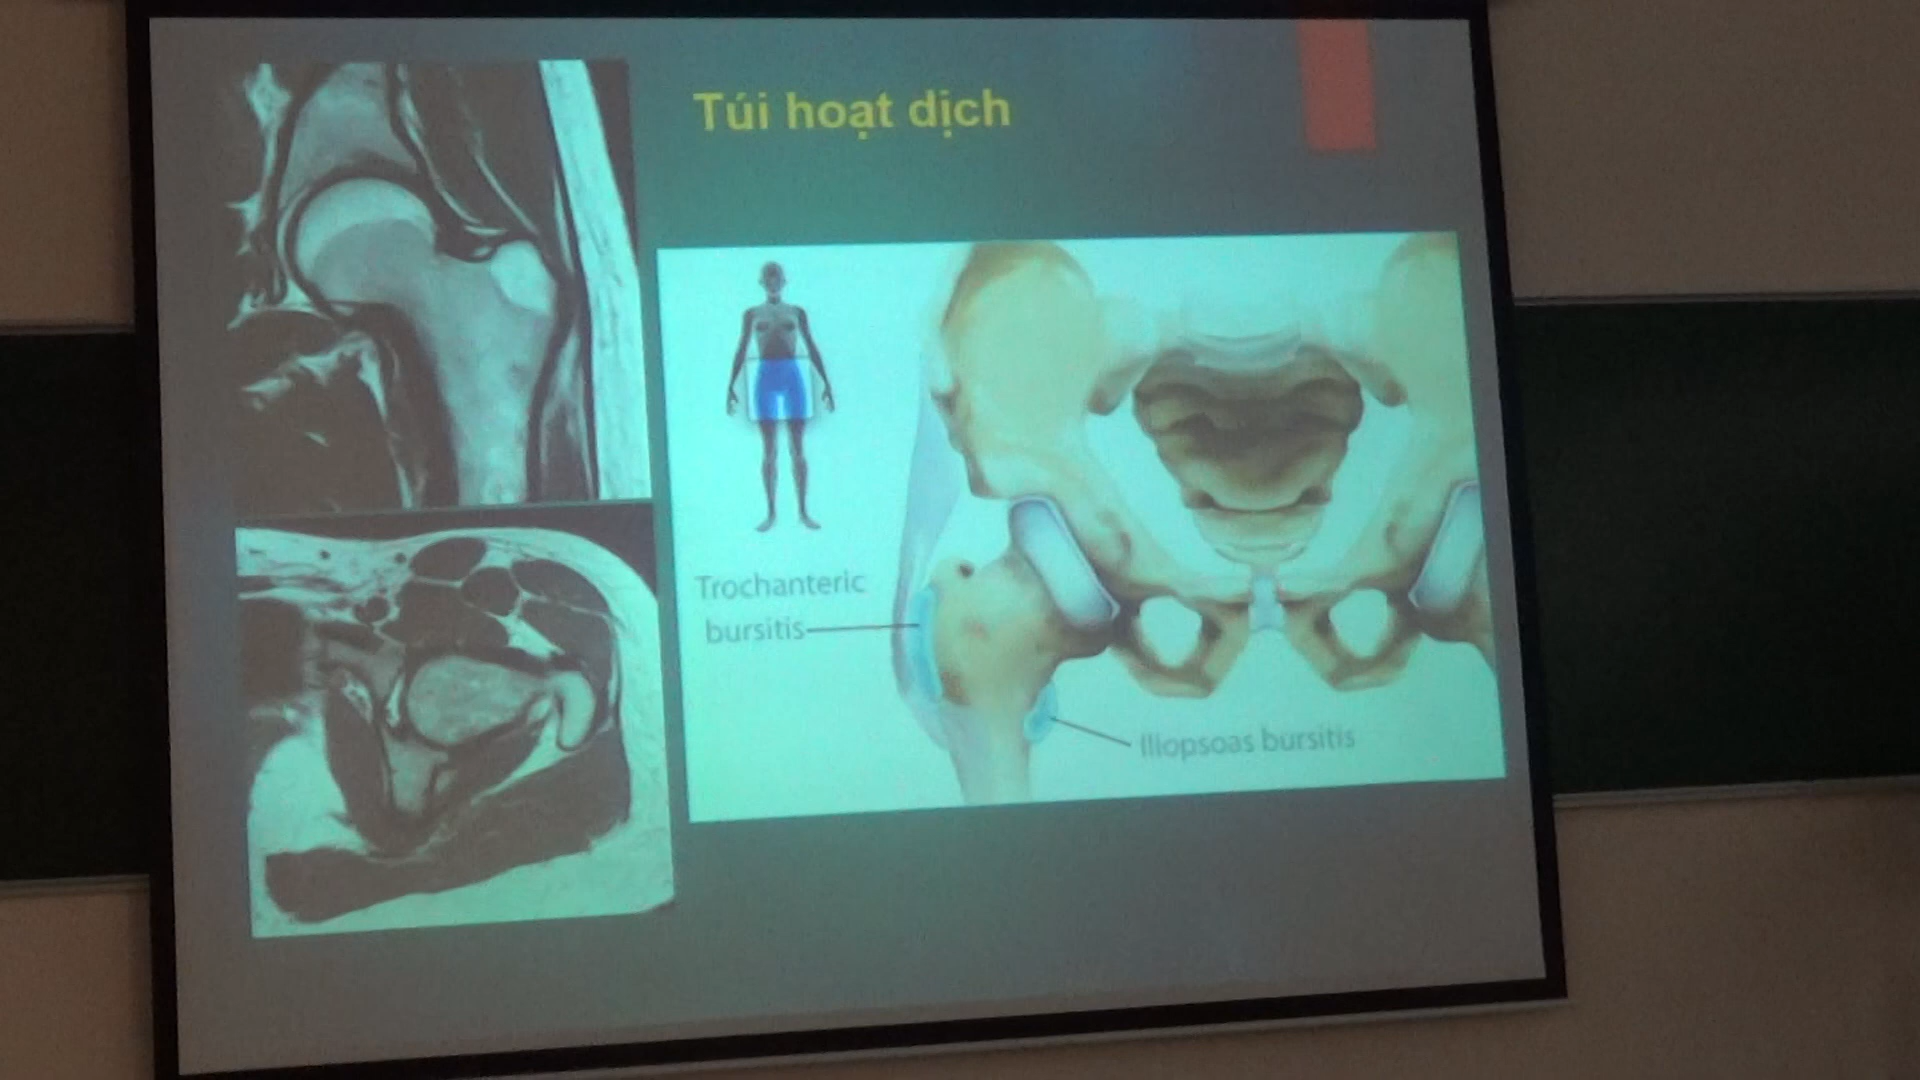 Túi hoạt dịch
Trochanteric
bursitis
Iliopsoas bursitis